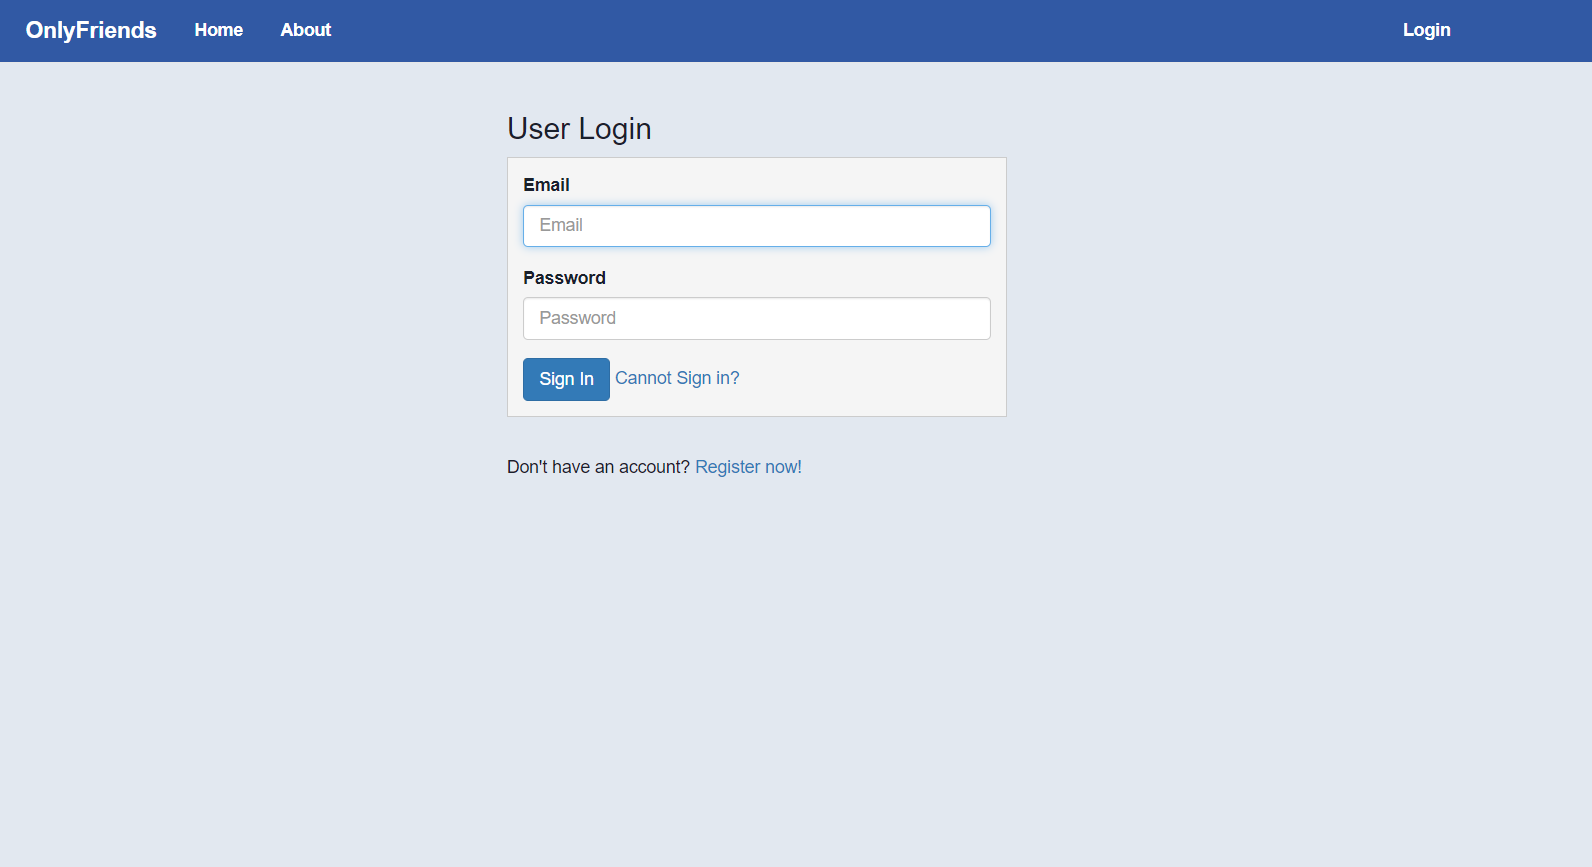 OnlyFriends Home About Login
User Login
Email
Email
Password
Password
Sign In Cannot Sign in?
Don't have an account? Register now!